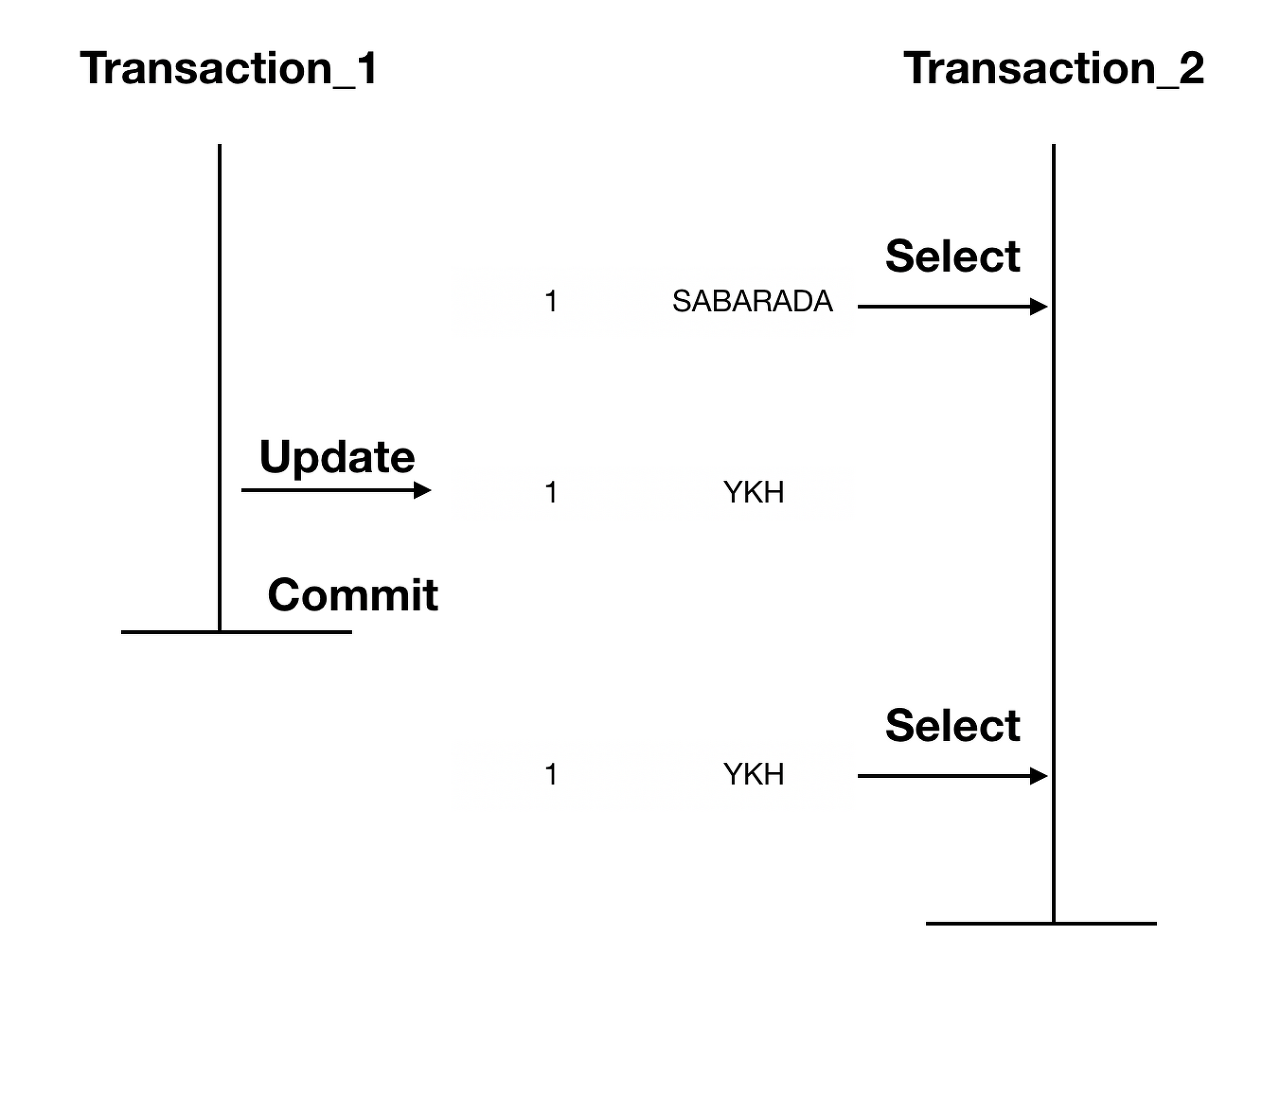 Transaction_1 Transaction_2
Select
1 SABARADA
Update
1 YKH
Commit
Select
1 YKH